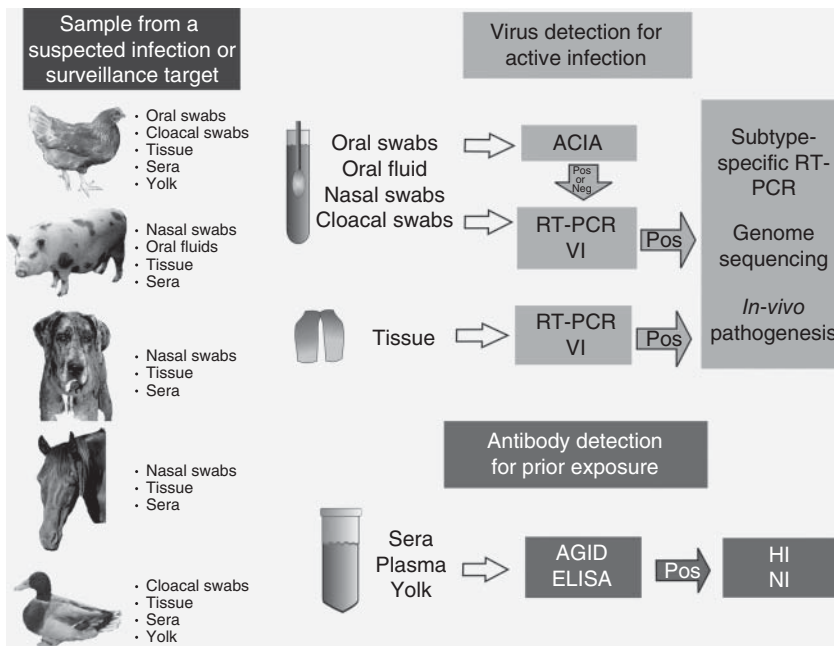 Sample from a
suspected infection or
surveillance target
• Oral swabs
• Cloacal swabs
• Tissue
• Sera
• Yolk
• Nasal swabs
• Oral fluids
• Tissue
• Sera
• Nasal swabs
• Tissue
• Sera
• Nasal swabs
• Tissue
• Sera
• Cloacal swabs
• Tissue
• Sera
• Yolk
Virus detection for
active infection
Oral swabs
Oral fluid
Nasal swabs
Cloacal swabs
ACIA
Pos
or
Neg
RT-PCR
VI
Pos
Tissue
RT-PCR
VI
Pos
Subtype-
specific RT-
PCR
Genome
sequencing
In-vivo
pathogenesis
Antibody detection
for prior exposure
Sera
Plasma
Yolk
AGID
ELISA
Pos
HI
NI